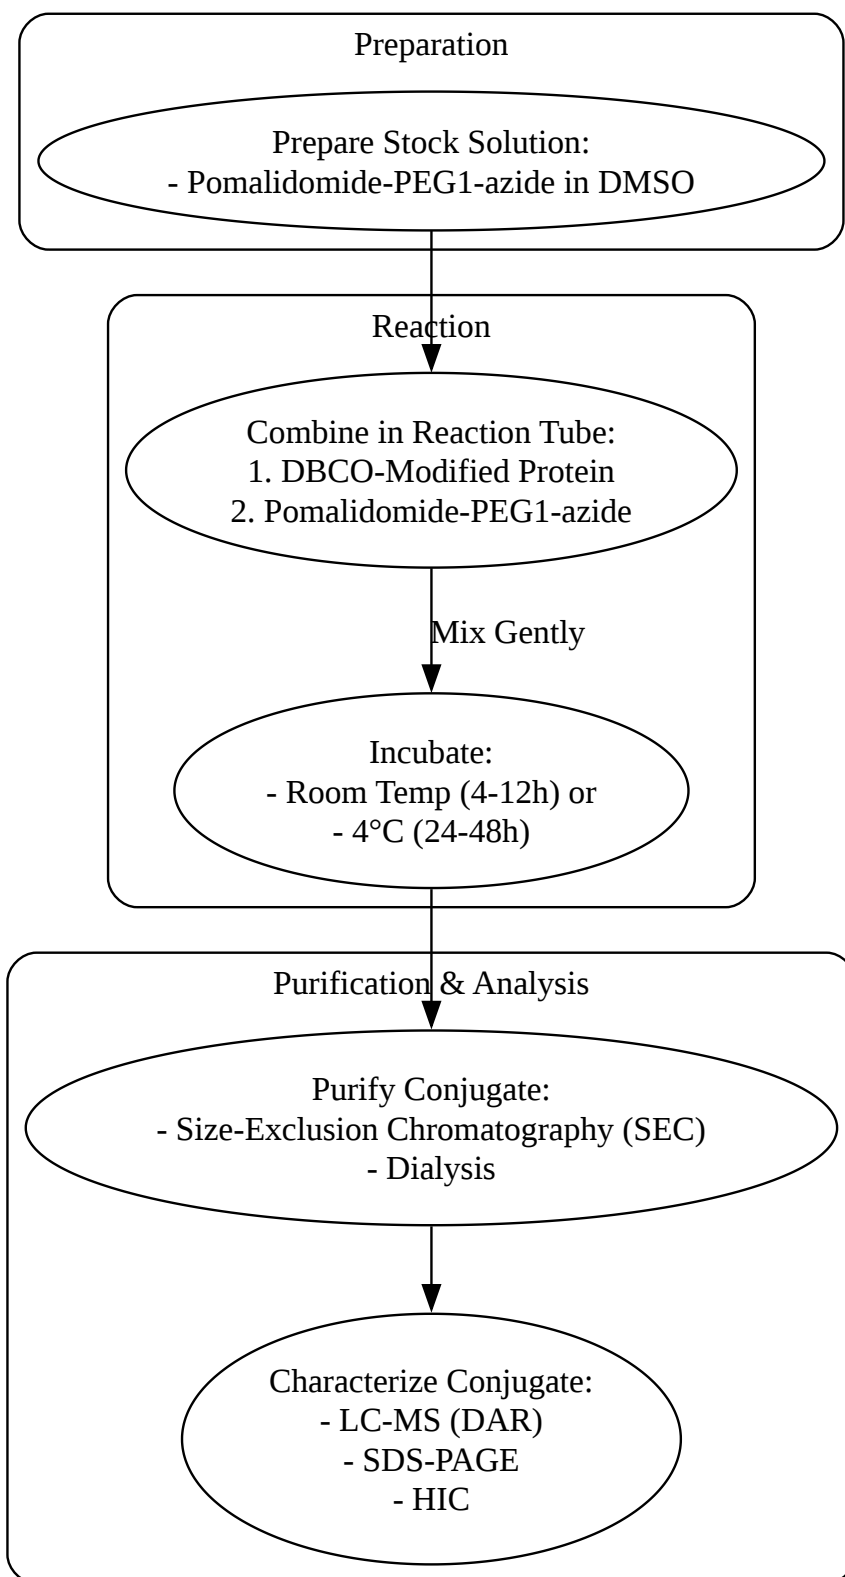 Preparation
Prepare Stock Solution:
- Pomalidomide-PEG1-azide in DMSO
Reaction
Combine in Reaction Tube:
1. DBCO-Modified Protein
2. Pomalidomide-PEG1-azide
Mix Gently
Incubate:
- Room Temp (4-12h) or
- 4°C (24-48h)
Purification & Analysis
Purify Conjugate:
- Size-Exclusion Chromatography (SEC)
- Dialysis
Characterize Conjugate:
- LC-MS (DAR)
- SDS-PAGE
- HIC